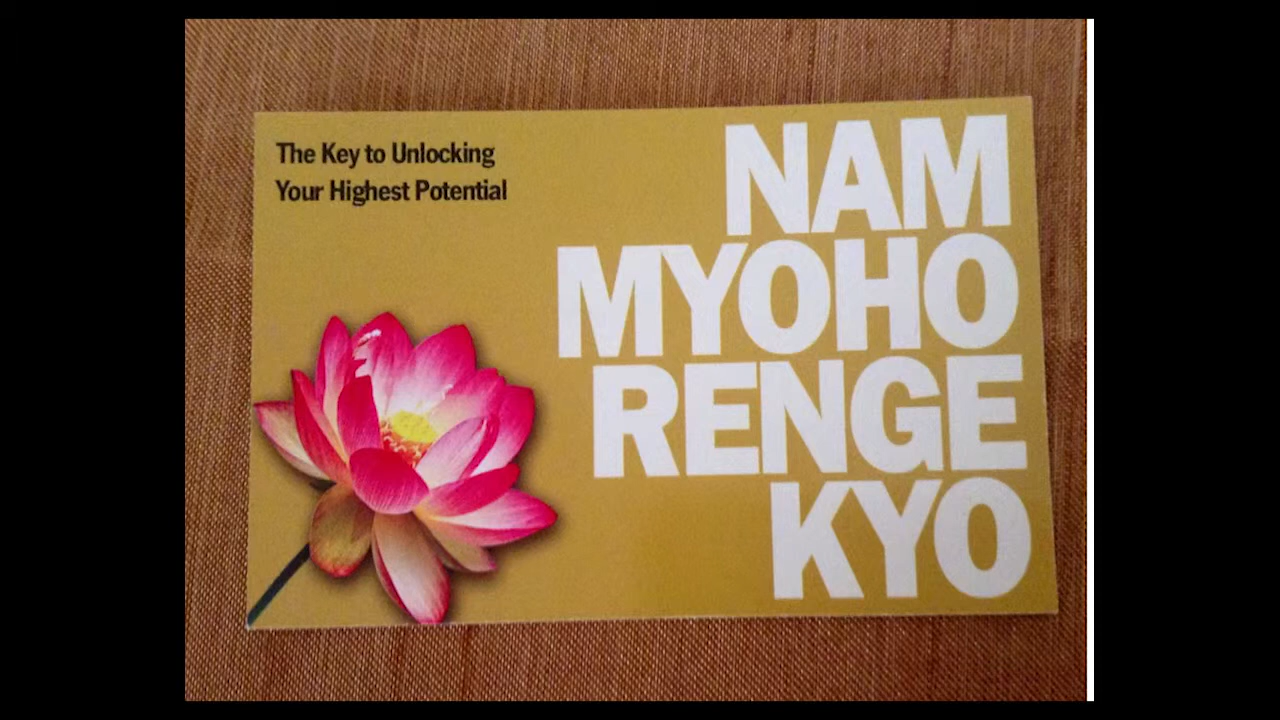 The Key to Unlocking
Your Highest Potential
NAM
MYOHO
RENGE
KYO